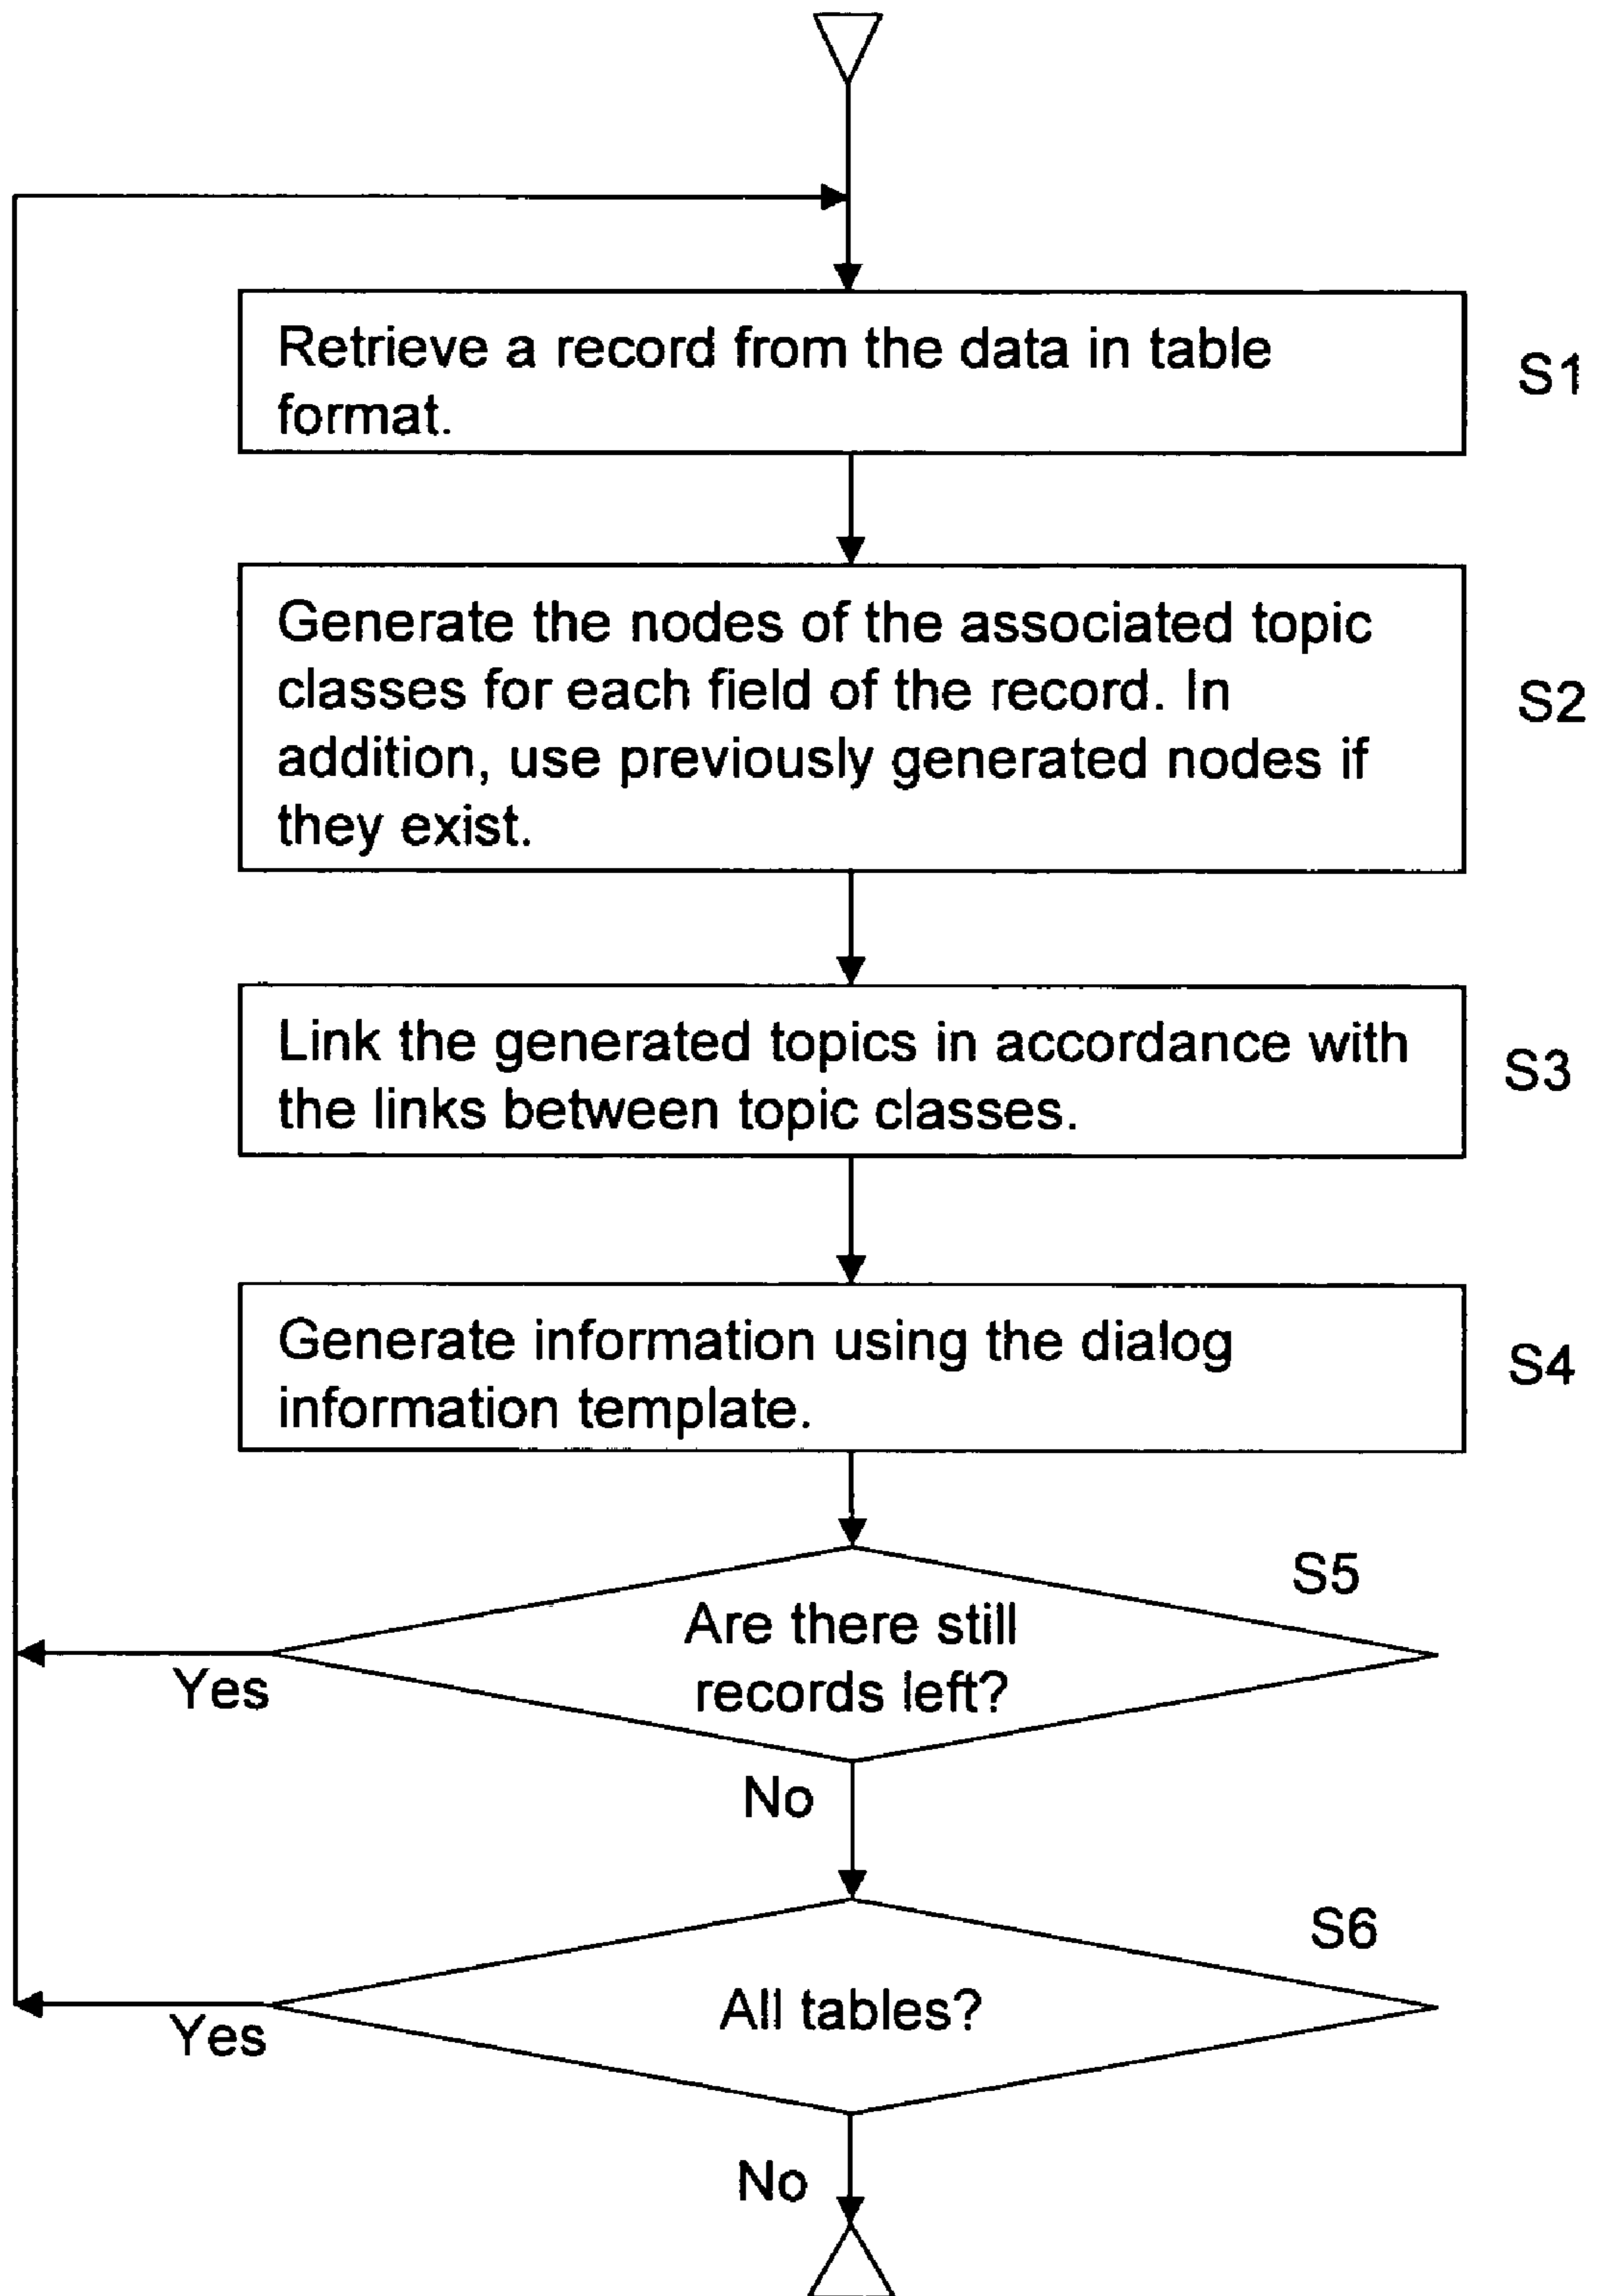 Retrieve a record from the data in table
format.
S1
Generate the nodes of the associated topic
classes for each field of the record. In
addition, use previously generated nodes if
they exist.
S2
Link the generated topics in accordance with
the links between topic classes.
S3
Generate information using the dialog
information template.
S4
S5
Are there still
records left?
Yes
No
S6
All tables?
Yes
No